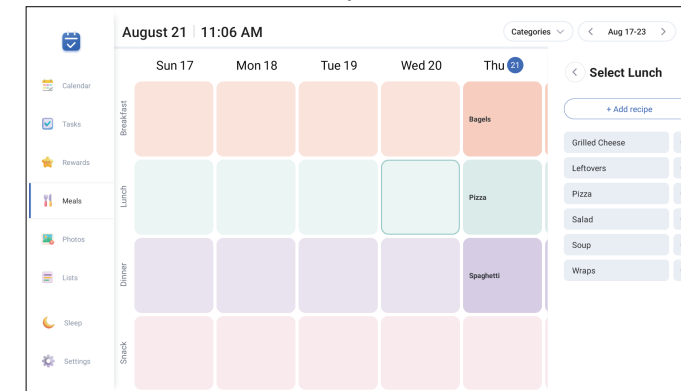 August 21 11:06 AM
Categories
Aug 17-23
Sun 17 Mon 18 Tue 19 Wed 20 Thu 21
Select Lunch
Calendar
Tasks
Rewards
Meals
Photos
Lists
Sleep
Settings
Breakfast
Bagels
Lunch
Pizza
Dinner
Spaghetti
Snack
+ Add recipe
Grilled Cheese
Leftovers
Pizza
Salad
Soup
Wraps